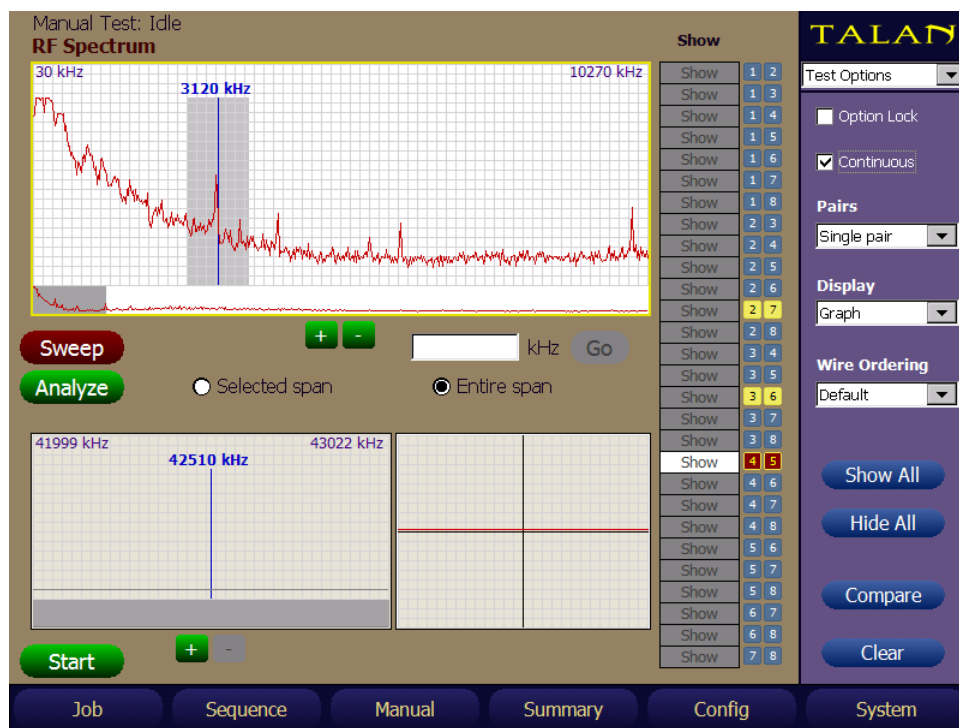 Manual Test: Idle
RF Spectrum
Show
TALAN
30 kHz
10270 kHz
3120 kHz
Show 1 2
Show 1 3
Show 1 4
Show 1 5
Show 1 6
Show 1 7
Show 1 8
Show 2 3
Show 2 4
Show 2 5
Show 2 6
Show 2 7
Show 2 8
Show 3 4
Show 3 5
Show 3 6
Show 3 7
Show 3 8
Show 4 5
Show 4 6
Show 4 7
Show 4 8
Show 5 6
Show 5 7
Show 5 8
Show 6 7
Show 6 8
Show 7 8
Test Options
Option Lock
Continuous
Pairs
Single pair
Display
Graph
Wire Ordering
Default
Show All
Hide All
Compare
Clear
+ -
Sweep
kHz Go
Analyze
Selected span
Entire span
41999 kHz
43022 kHz
42510 kHz
+ -
Start
Job Sequence Manual Summary Config System